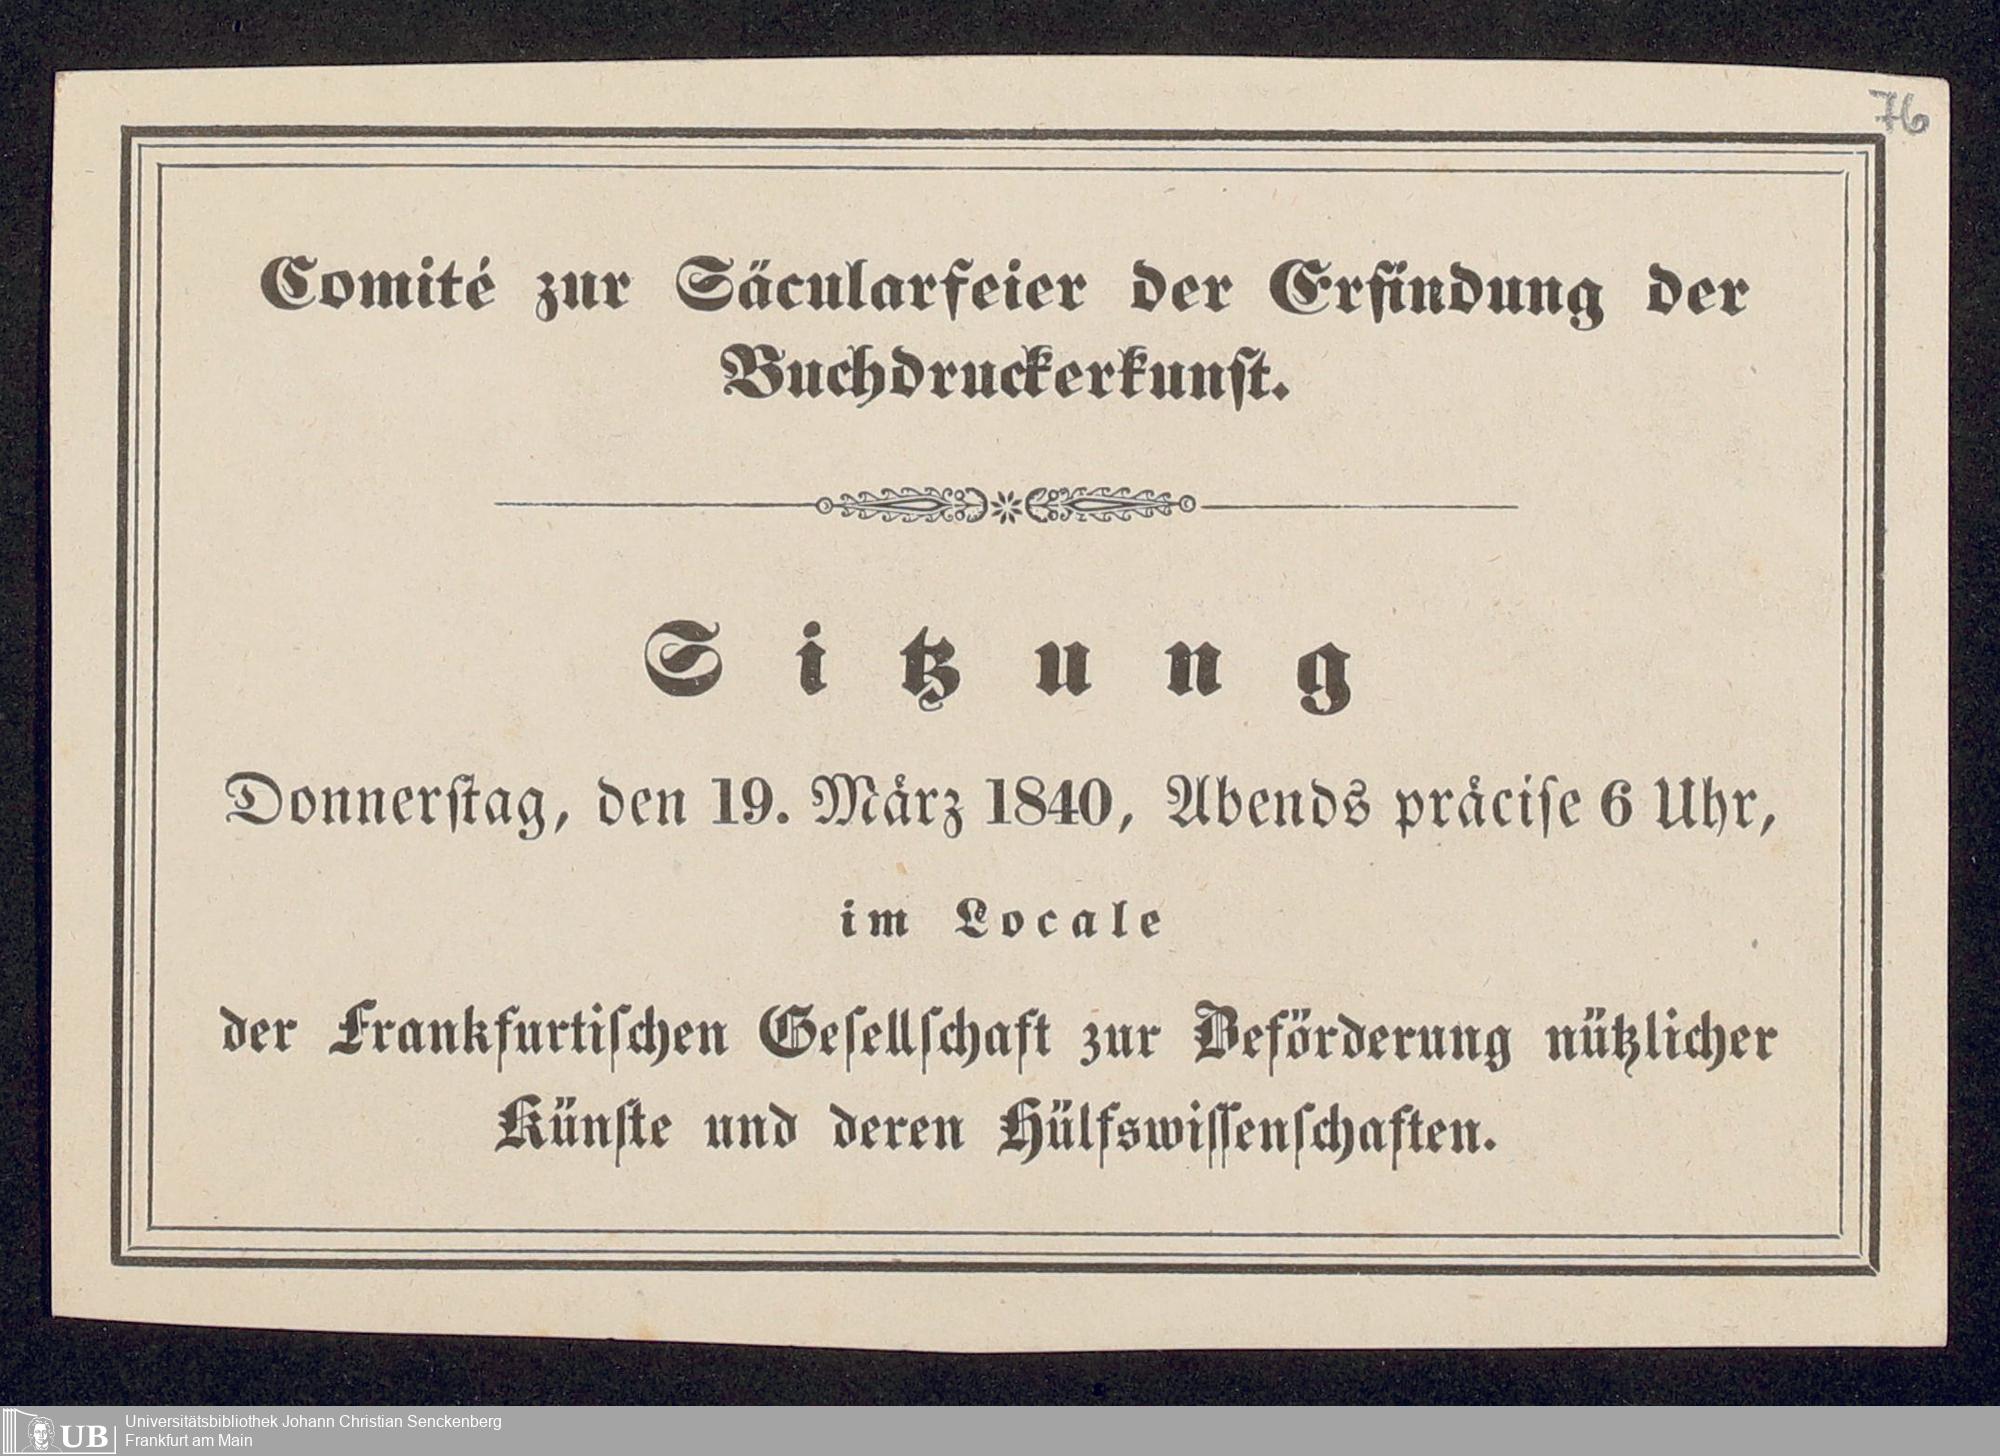 76
Comité zur Säcularfeier der Erfindung der
Buchdruckerkunst.
Sitzung
Donnerſtag, den 19. März 1840, Abends präciſe 6 Uhr,
im Locale
der Frankfurtiſchen Geſellſchaft zur Beförderung nützlicher
Künſte und deren Hülfswiſſenſchaften.
UB
Universitätsbibliothek Johann Christian Senckenberg
Frankfurt am Main